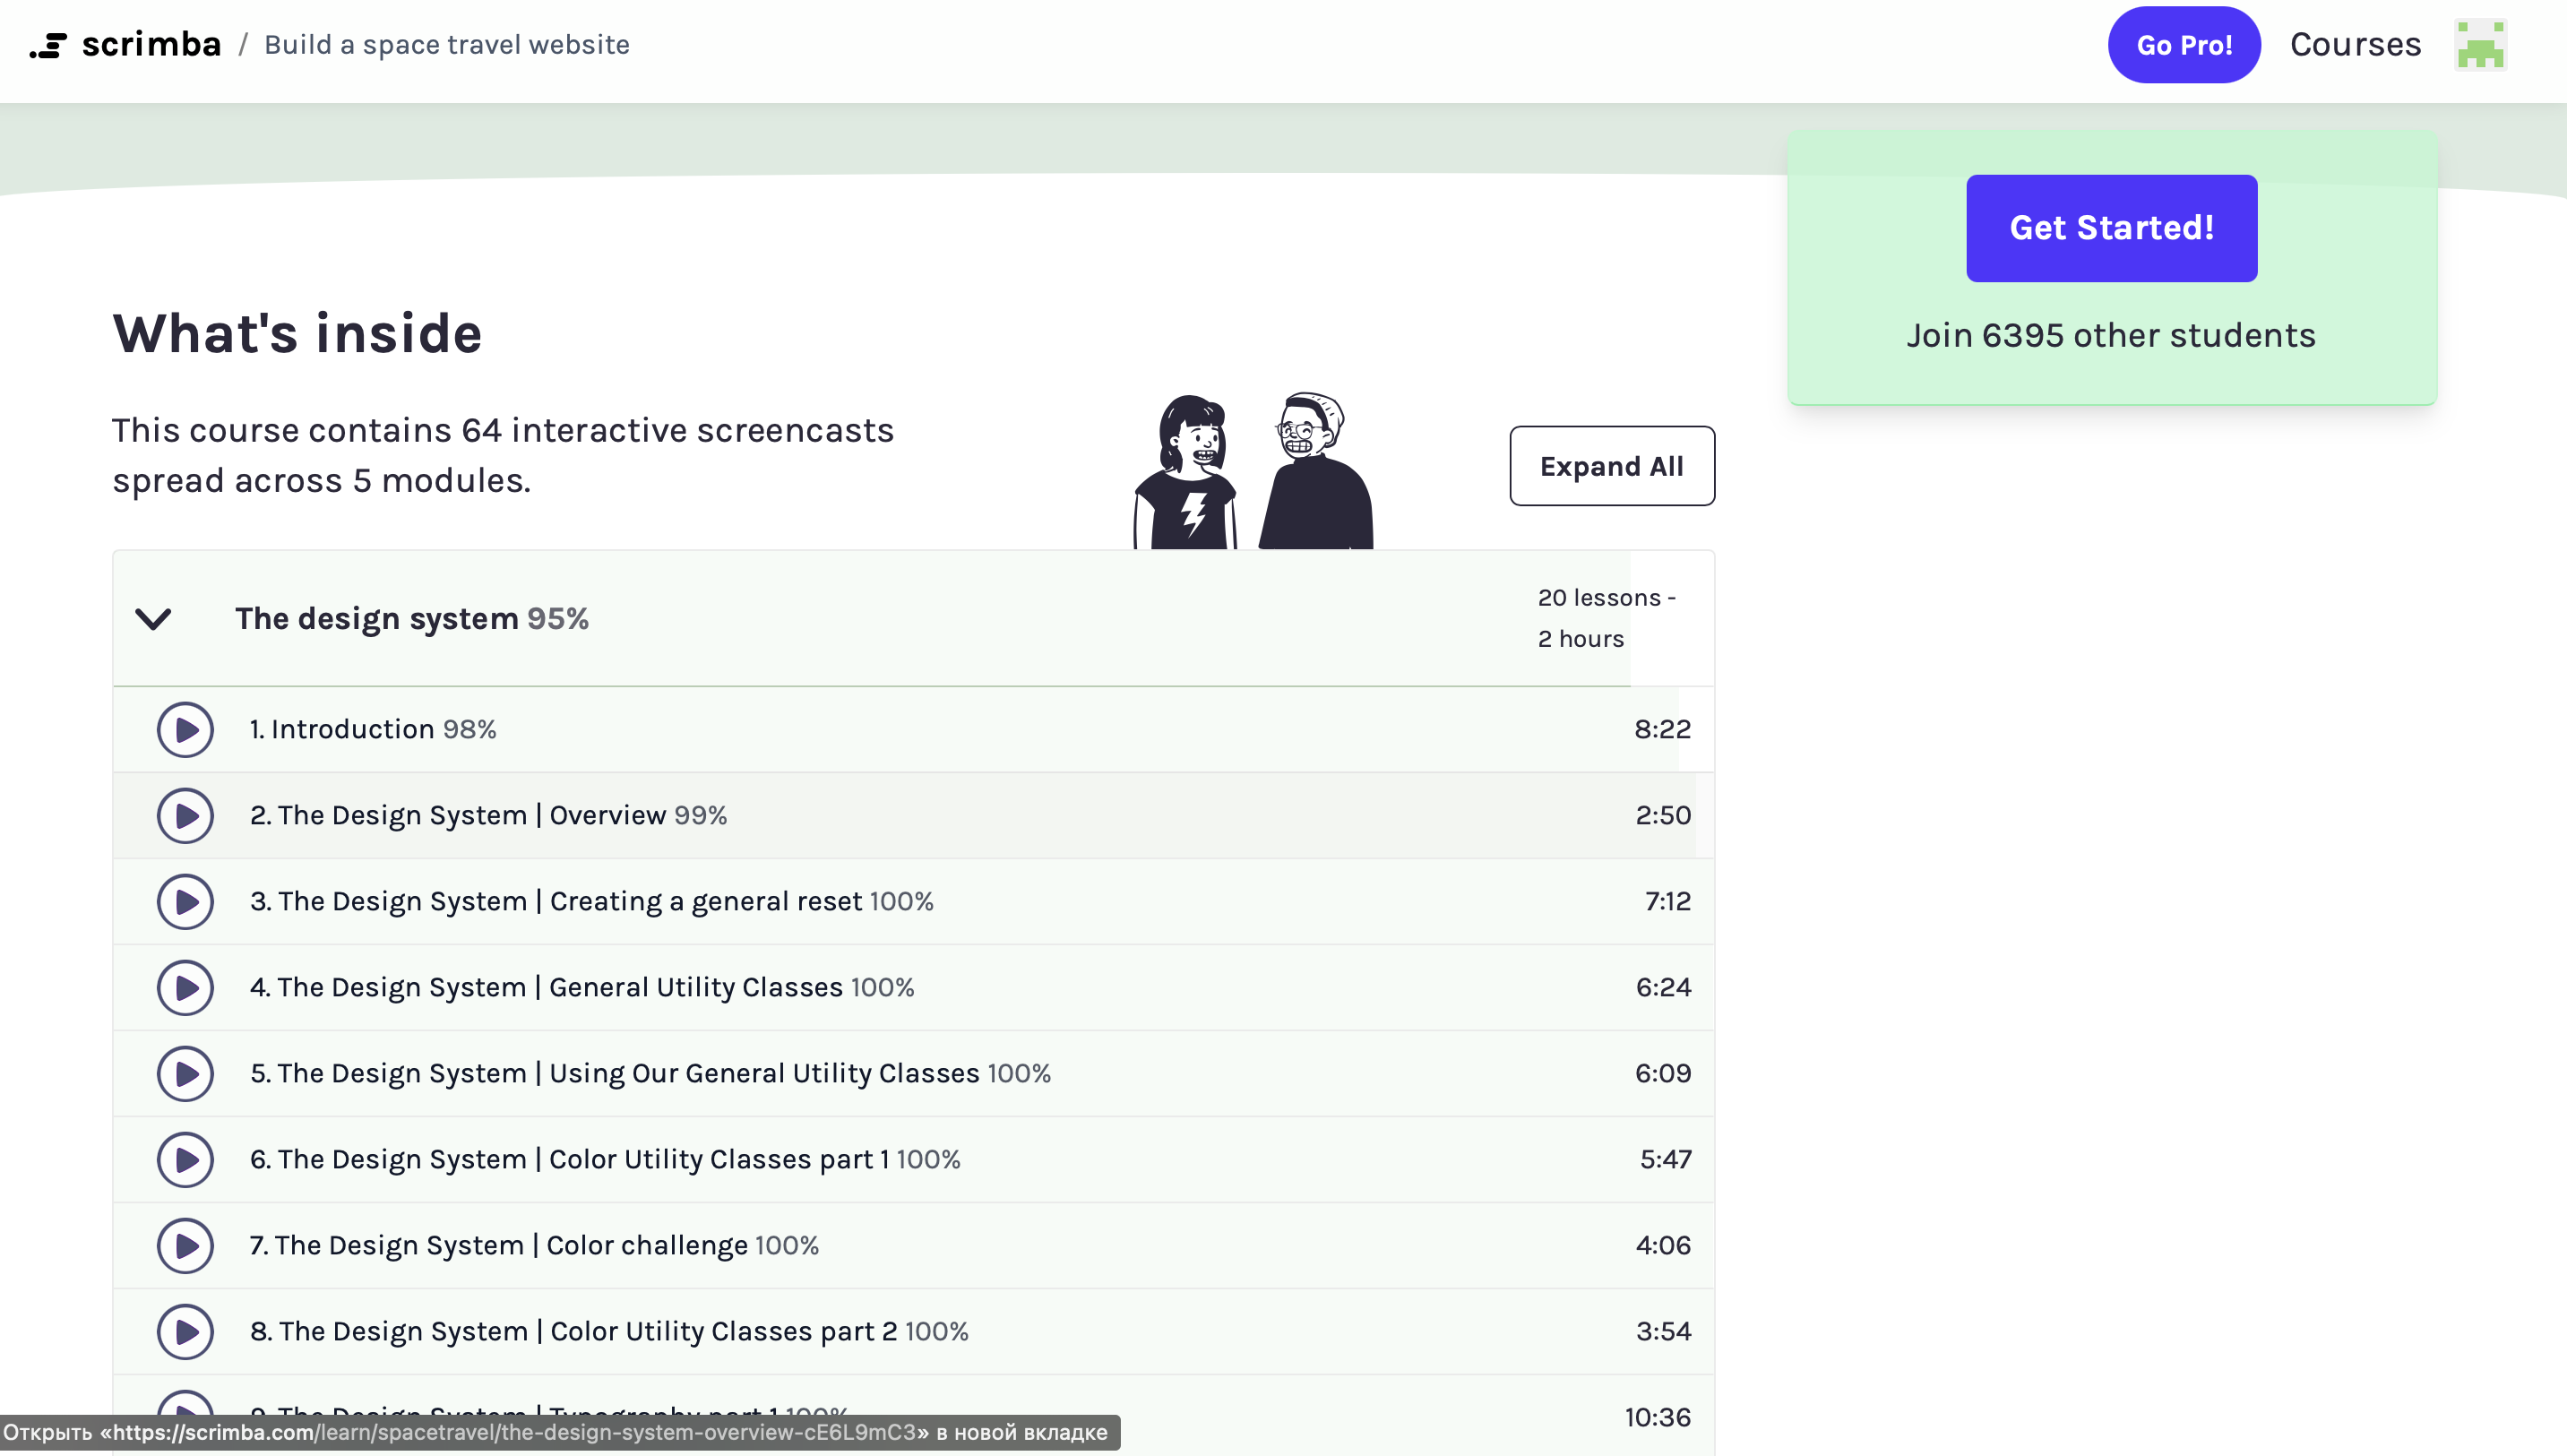 scrimba / Build a space travel website
Go Pro!
Courses
Get Started!
Join 6395 other students
What's inside
This course contains 64 interactive screencasts
spread across 5 modules.
Expand All
The design system 95%
20 lessons -
2 hours
1. Introduction 98%
8:22
2. The Design System | Overview 99%
2:50
3. The Design System | Creating a general reset 100%
7:12
4. The Design System | General Utility Classes 100%
6:24
5. The Design System | Using Our General Utility Classes 100%
6:09
6. The Design System | Color Utility Classes part 1 100%
5:47
7. The Design System | Color challenge 100%
4:06
8. The Design System | Color Utility Classes part 2 100%
3:54
9. The Design System | Typography part 1 100%
10:36
Открыть «https://scrimba.com/learn/spacetravel/the-design-system-overview-cE6L9mC3» в новой вкладке